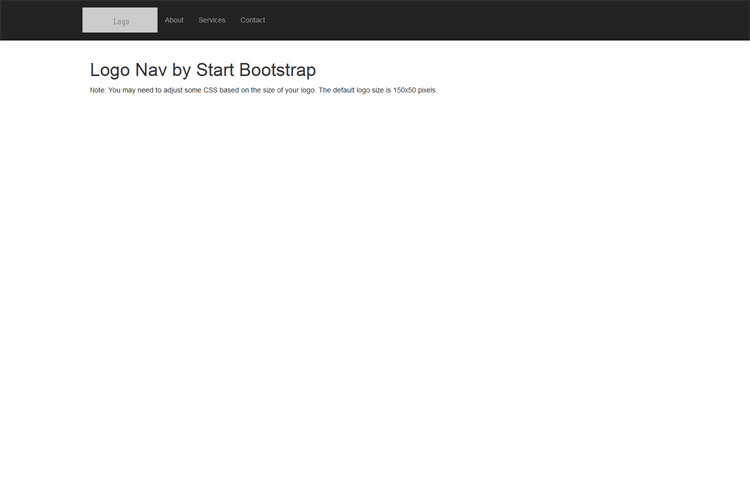 Logo
About
Services
Contact
Logo Nav by Start Bootstrap
Note: You may need to adjust some CSS based on the size of your logo. The default logo size is 150x50 pixels.